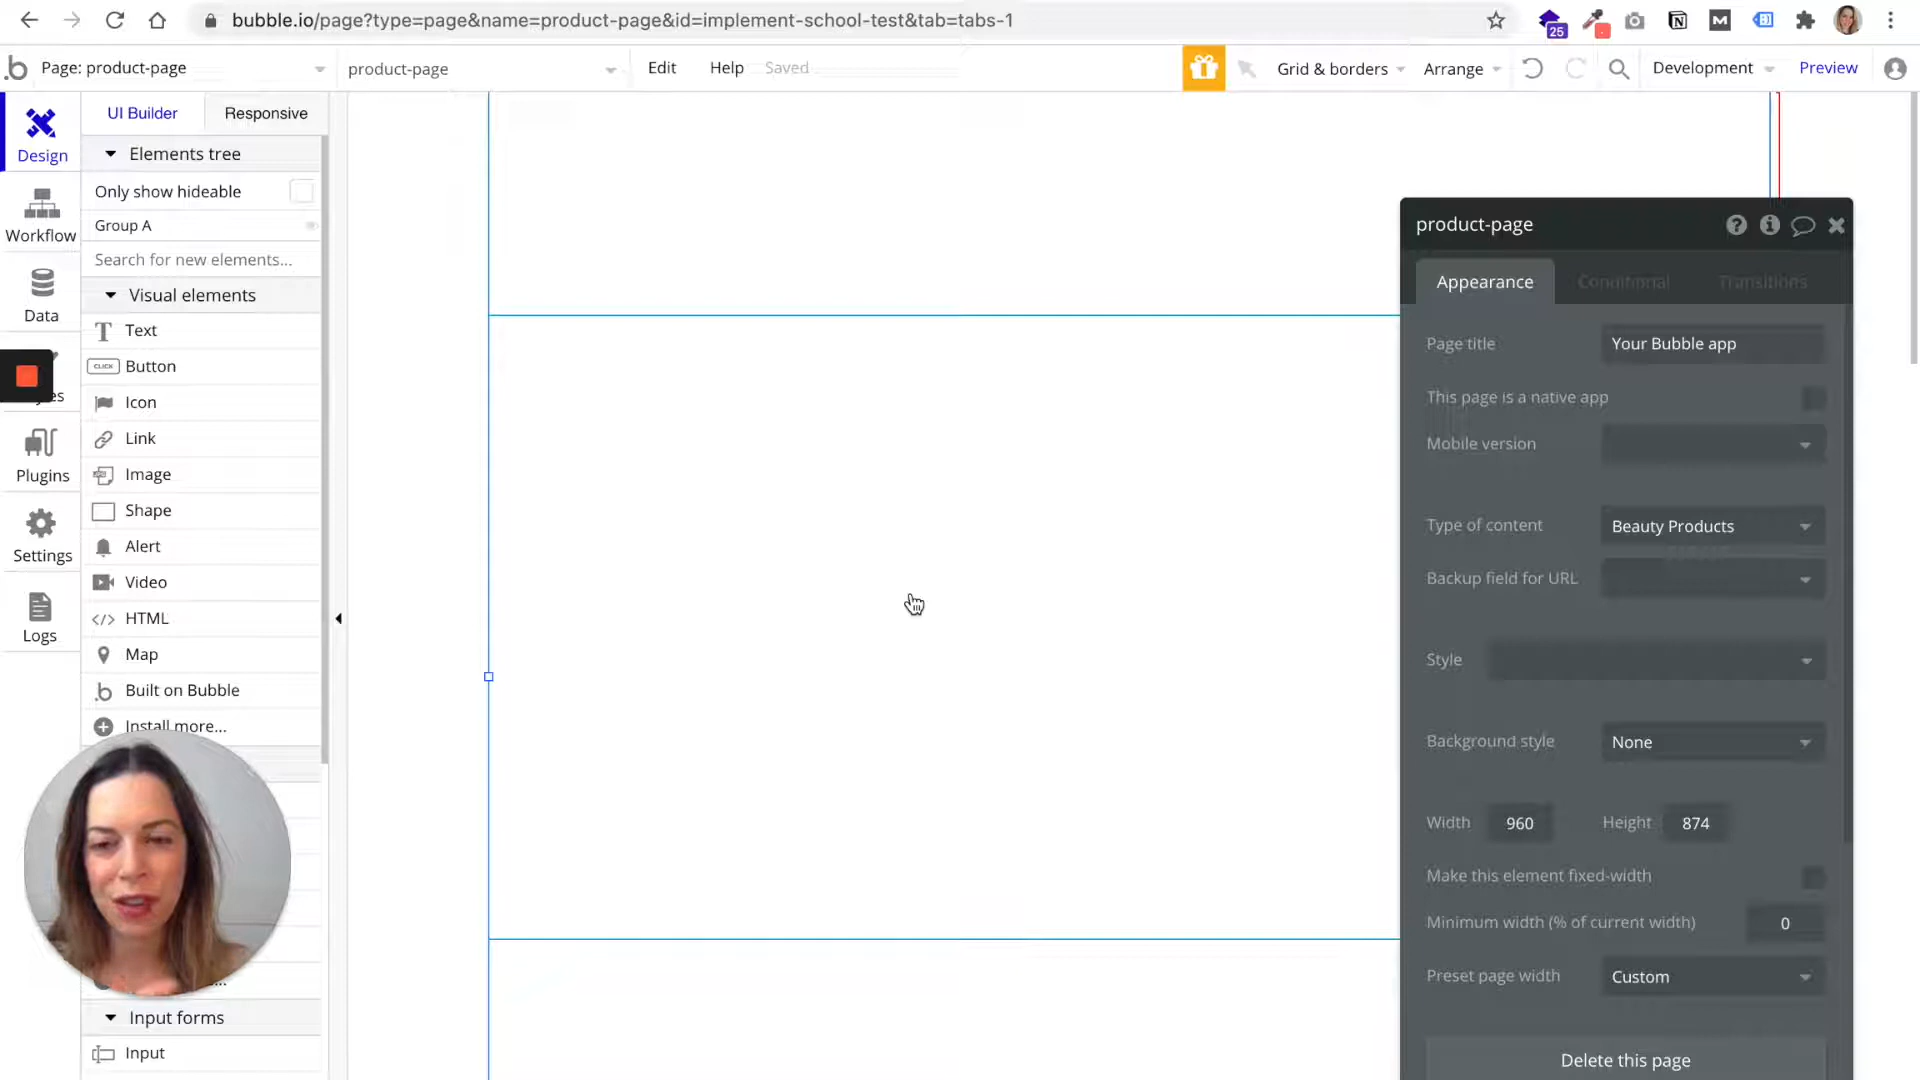 bubble.io/page?type=page&name=product-page&id=implement-school-test&tab=tabs-1
25
M
Page: product-page
product-page
Edit
Help
Saved
Grid & borders
Arrange
Development
Preview
UI Builder
Responsive
Design
Elements tree
Only show hideable
Group A
Workflow
Search for new elements...
Visual elements
Data
Text
CLICK
Button
Icon
Link
Plugins
Image
Shape
Settings
Alert
Video
</>
HTML
Logs
Map
Built on Bubble
Install more...
Input forms
Input
product-page
Appearance
Conditional
Transitions
Page title
Your Bubble app
This page is a native app
Mobile version
Type of content
Beauty Products
Backup field for URL
Style
Background style
None
Width
960
Height
874
Make this element fixed-width
Minimum width (% of current width)
0
Preset page width
Custom
Delete this page